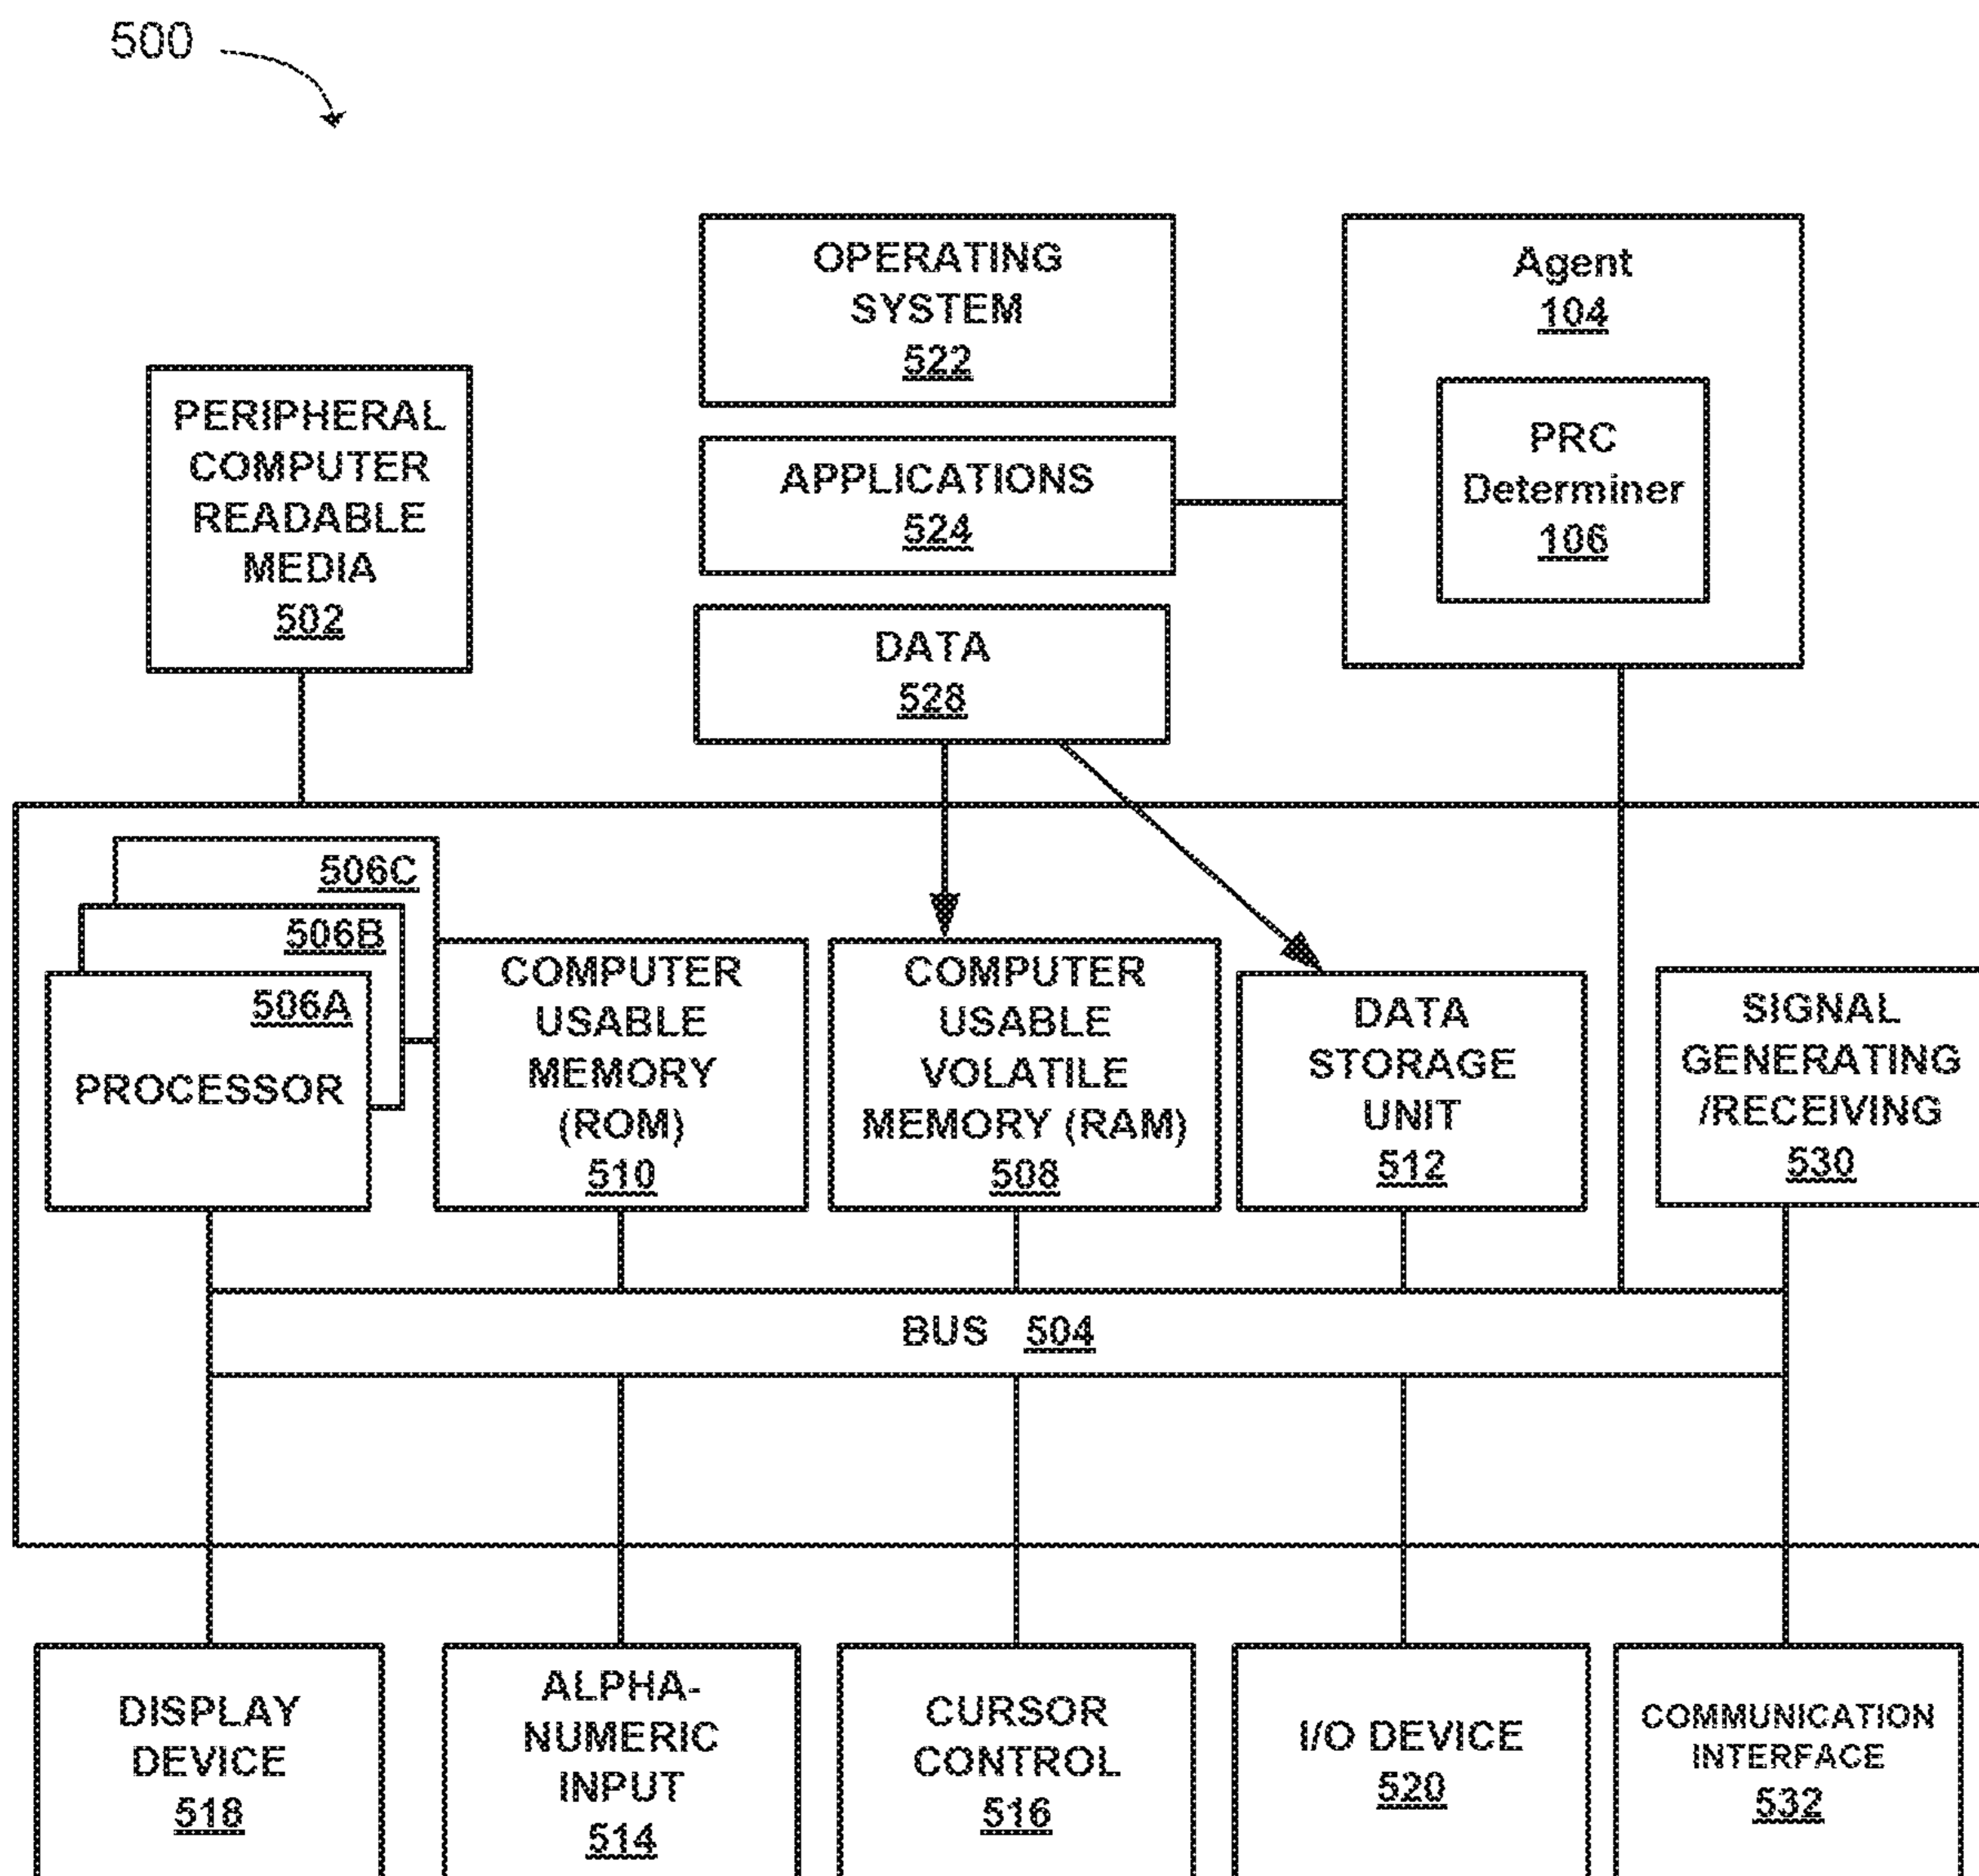 500
OPERATING
SYSTEM
522
Agent
104
PERIPHERAL
COMPUTER
READABLE
MEDIA
502
APPLICATIONS
524
PRC
Determiner
106
DATA
528
506C
506B
506A
PROCESSOR
COMPUTER
USABLE
MEMORY
(ROM)
510
COMPUTER
USABLE
VOLATILE
MEMORY (RAM)
508
DATA
STORAGE
UNIT
512
SIGNAL
GENERATING
/RECEIVING
530
BUS 504
DISPLAY
DEVICE
518
ALPHA-
NUMERIC
INPUT
514
CURSOR
CONTROL
516
I/O DEVICE
520
COMMUNICATION
INTERFACE
532